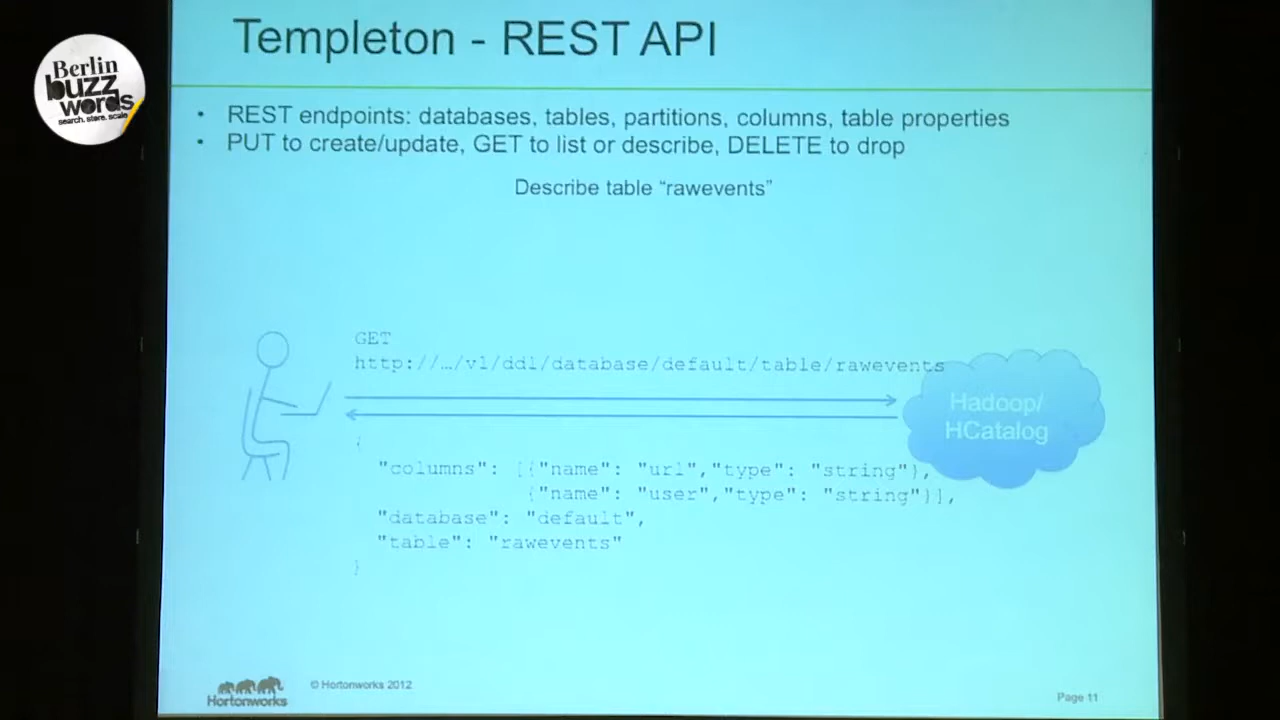 Berlin
buzz
words
search. store. scale
Templeton - REST API
• REST endpoints: databases, tables, partitions, columns, table properties
• PUT to create/update, GET to list or describe, DELETE to drop
Describe table “rawevents”
GET
http://…/v1/ddl/database/default/table/rawevents
Hadoop/
HCatalog
{
"columns": [{"name": "url","type": "string"},
{"name": "user","type": "string"}],
"database": "default",
"table": "rawevents"
}
Hortonworks
© Hortonworks 2012
Page 11